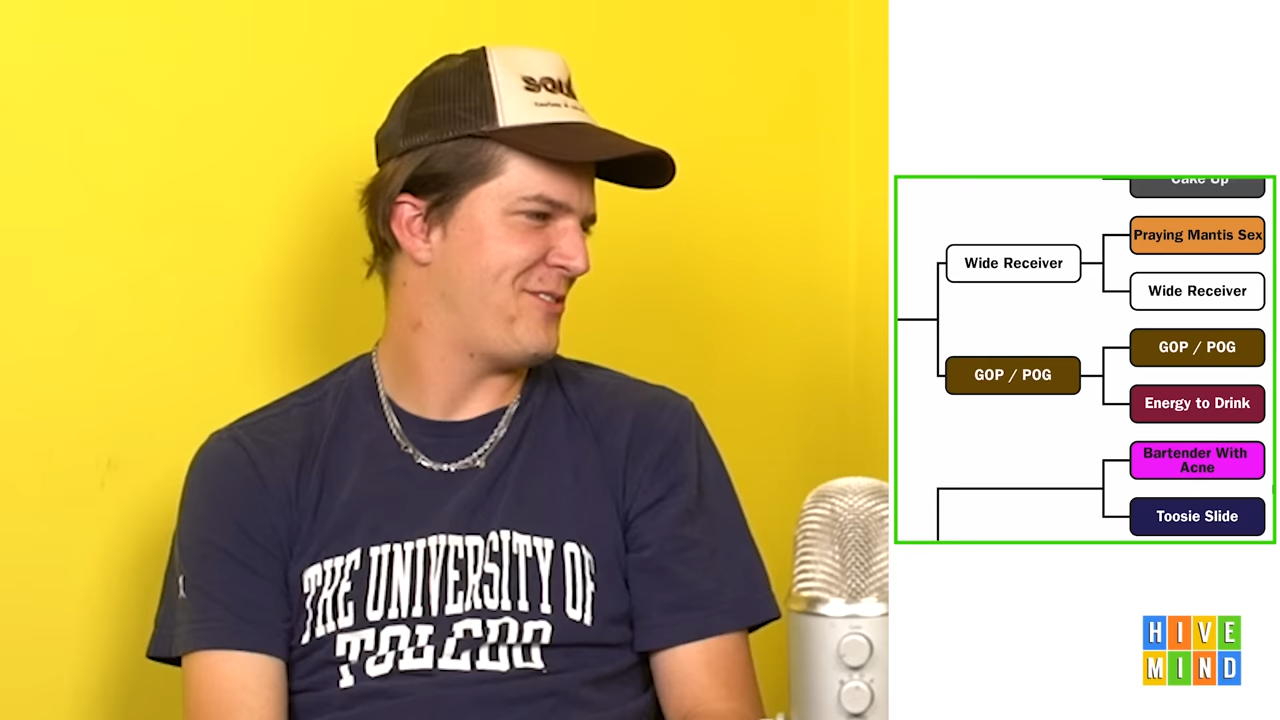 THE UNIVERSITY OF
TOLEDO
Cake Up
Praying Mantis Sex
Wide Receiver
Wide Receiver
GOP / POG
GOP / POG
Energy to Drink
Bartender With
Acne
Toosie Slide
HIVE
MIND